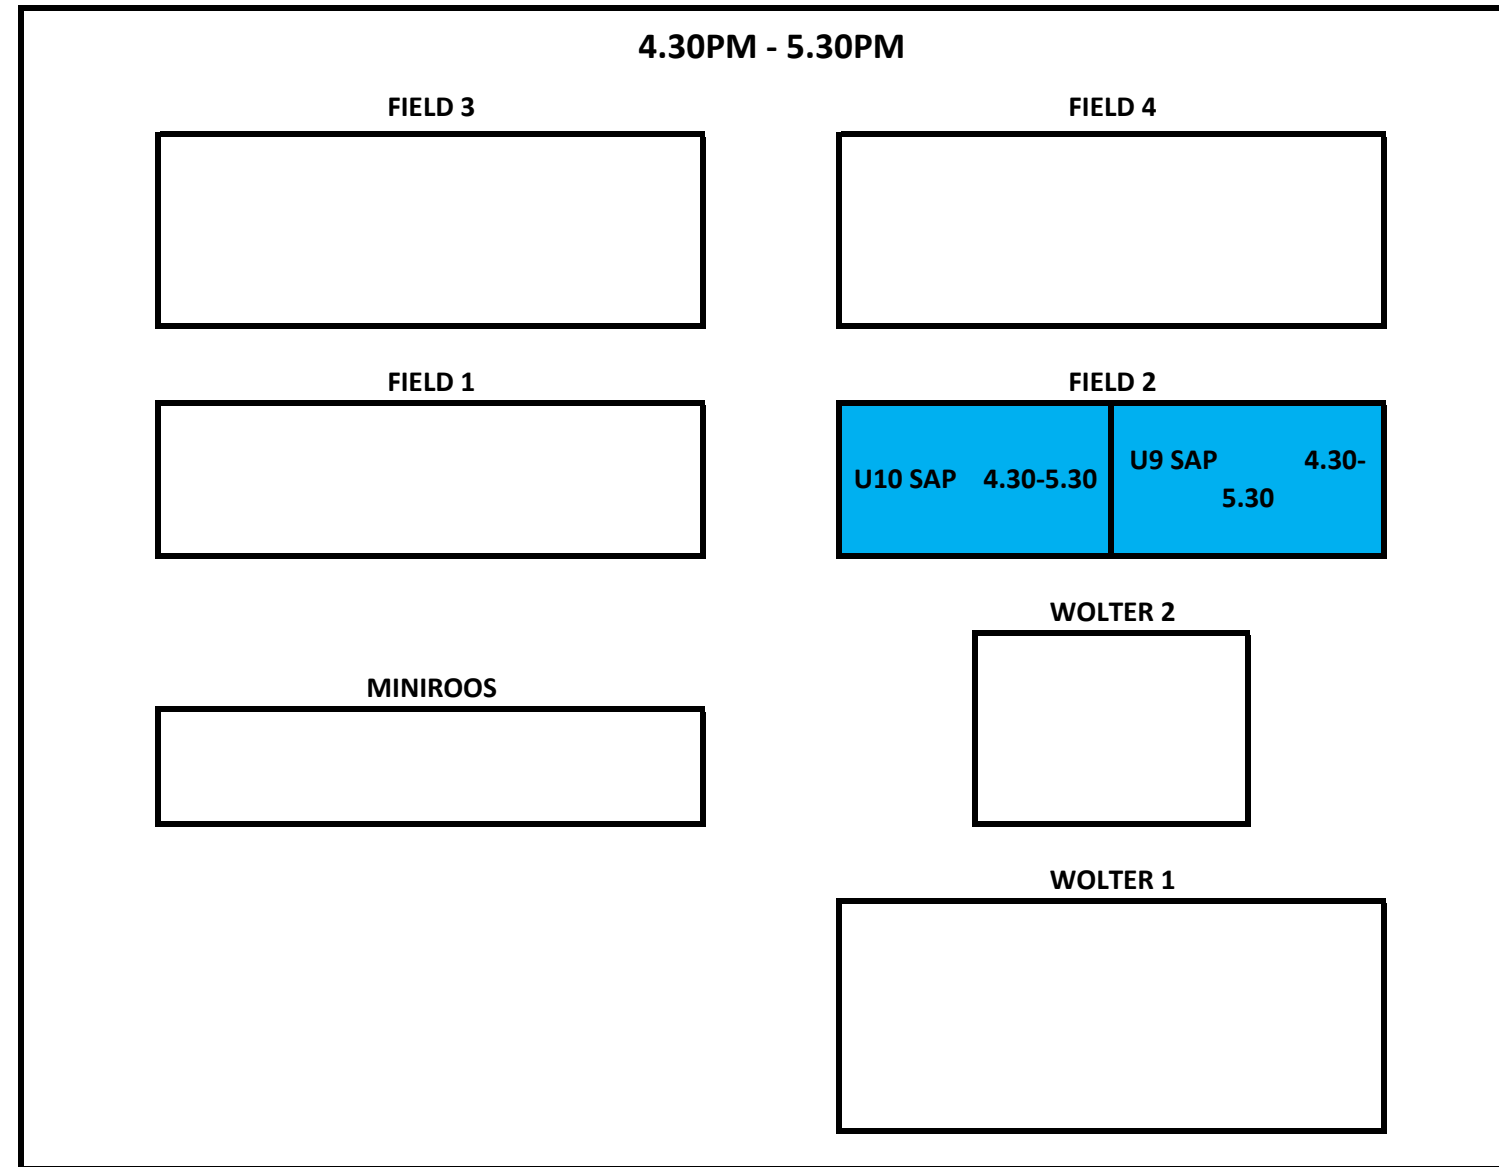 4.30PM - 5.30PM
FIELD 3
FIELD 4
FIELD 1
FIELD 2
U10 SAP 4.30-5.30
U9 SAP 4.30-
5.30
WOLTER 2
MINIROOS
WOLTER 1